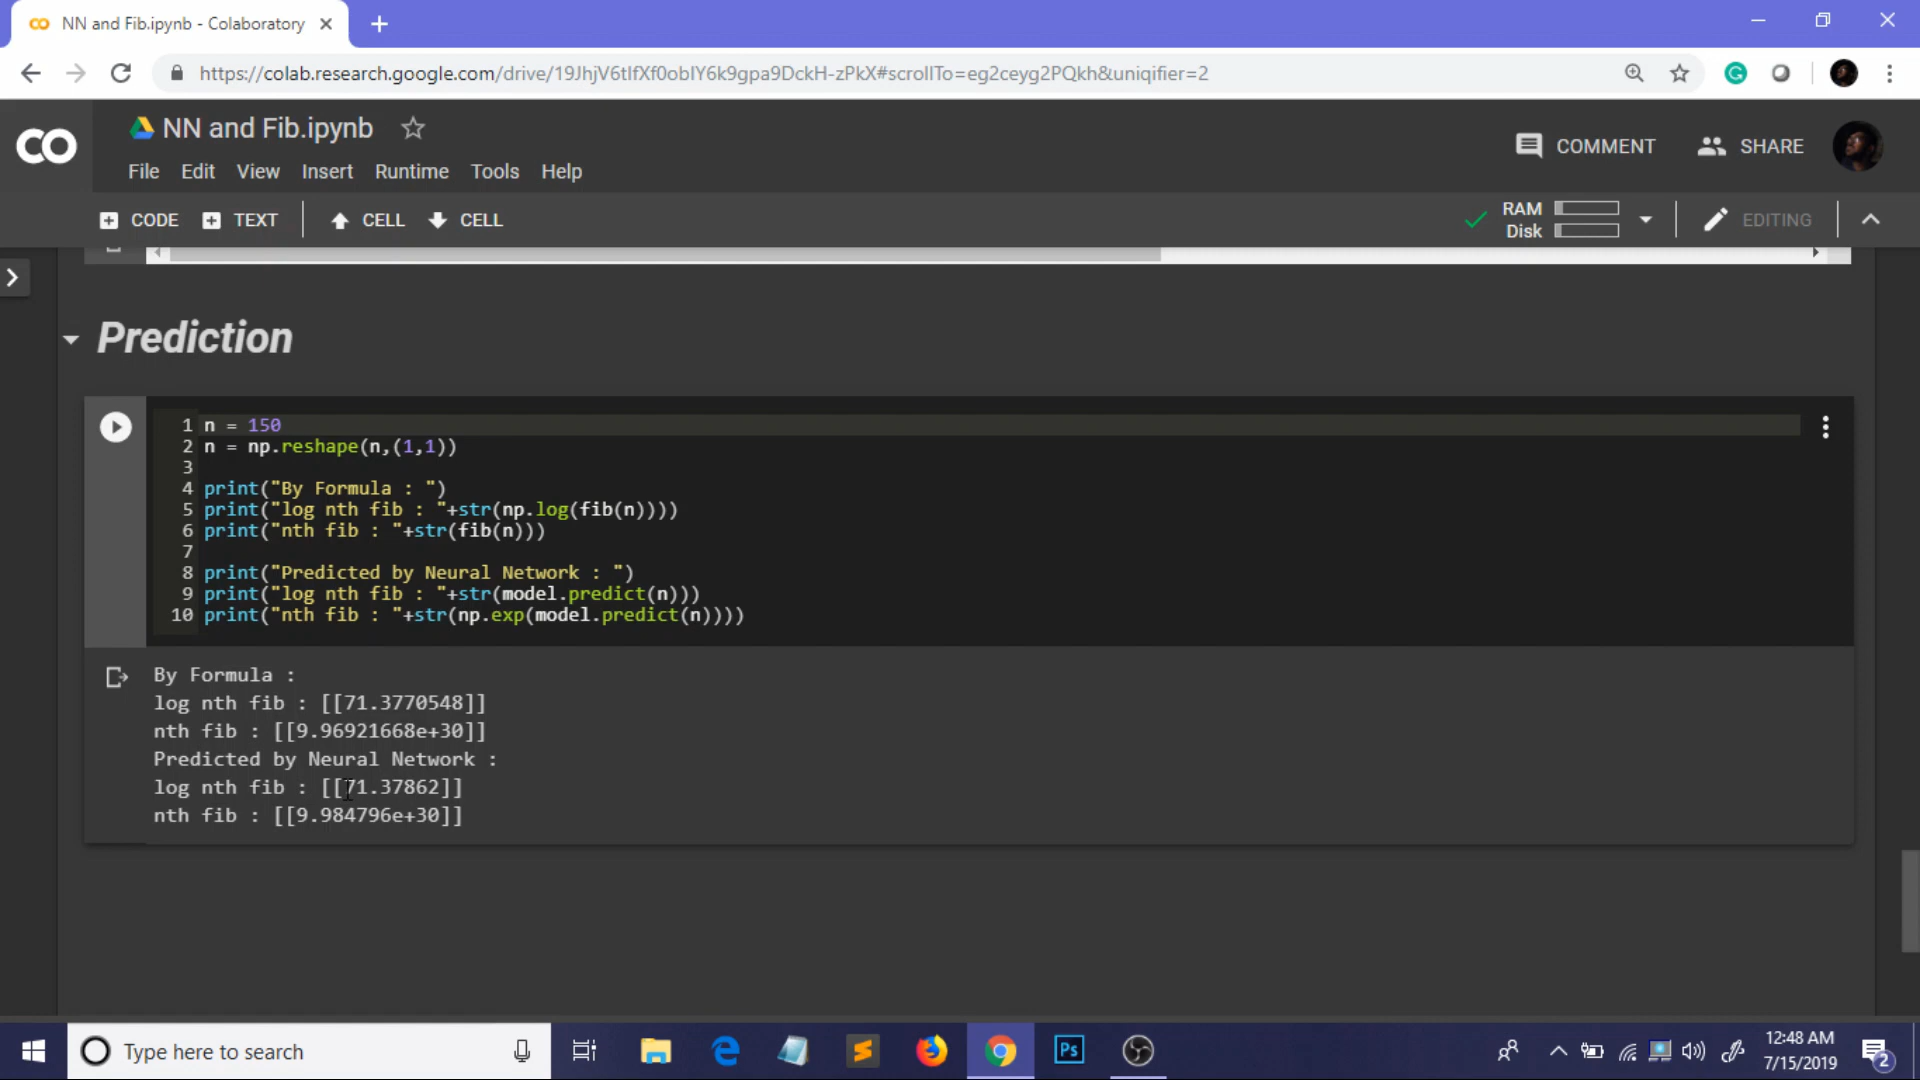 NN and Fib.ipynb - Colaboratory
https://colab.research.google.com/drive/19JhjV6tlfXf0oblY6k9gpa9DckH-zPkX#scrollTo=eg2ceyg2PQkh&uniqifier=2
CO
NN and Fib.ipynb
COMMENT
SHARE
File Edit View Insert Runtime Tools Help
CODE TEXT CELL CELL
RAM
Disk
EDITING
Prediction
1 n = 150
2 n = np.reshape(n,(1,1))
3
4 print("By Formula : ")
5 print("log nth fib : "+str(np.log(fib(n))))
6 print("nth fib : "+str(fib(n)))
7
8 print("Predicted by Neural Network : ")
9 print("log nth fib : "+str(model.predict(n)))
10 print("nth fib : "+str(np.exp(model.predict(n))))
By Formula :
log nth fib : [[71.3770548]]
nth fib : [[9.96921668e+30]]
Predicted by Neural Network :
log nth fib : [[71.37862]]
nth fib : [[9.984796e+30]]
Type here to search
Ps
12:48 AM
7/15/2019
2